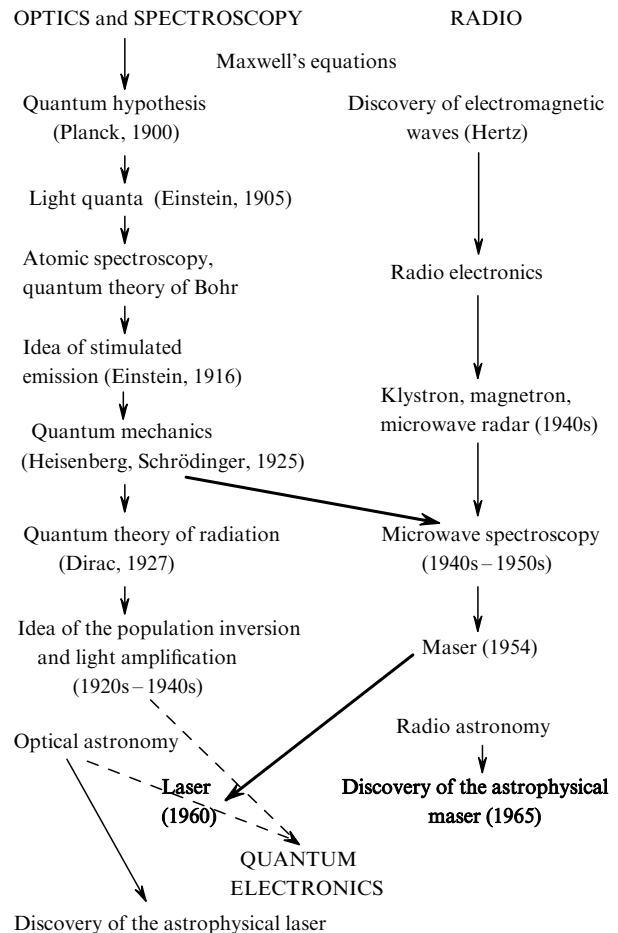 OPTICS and SPECTROSCOPY
RADIO
Maxwell's equations
Quantum hypothesis
(Planck, 1900)
Discovery of electromagnetic
waves (Hertz)
Light quanta (Einstein, 1905)
Atomic spectroscopy,
quantum theory of Bohr
Radio electronics
Idea of stimulated
emission (Einstein, 1916)
Klystron, magnetron,
microwave radar (1940s)
Quantum mechanics
(Heisenberg, Schrödinger, 1925)
Quantum theory of radiation
(Dirac, 1927)
Microwave spectroscopy
(1940s – 1950s)
Idea of the population inversion
and light amplification
(1920s – 1940s)
Maser (1954)
Optical astronomy
Radio astronomy
Laser
(1960)
Discovery of the astrophysical
maser (1965)
QUANTUM
ELECTRONICS
Discovery of the astrophysical laser